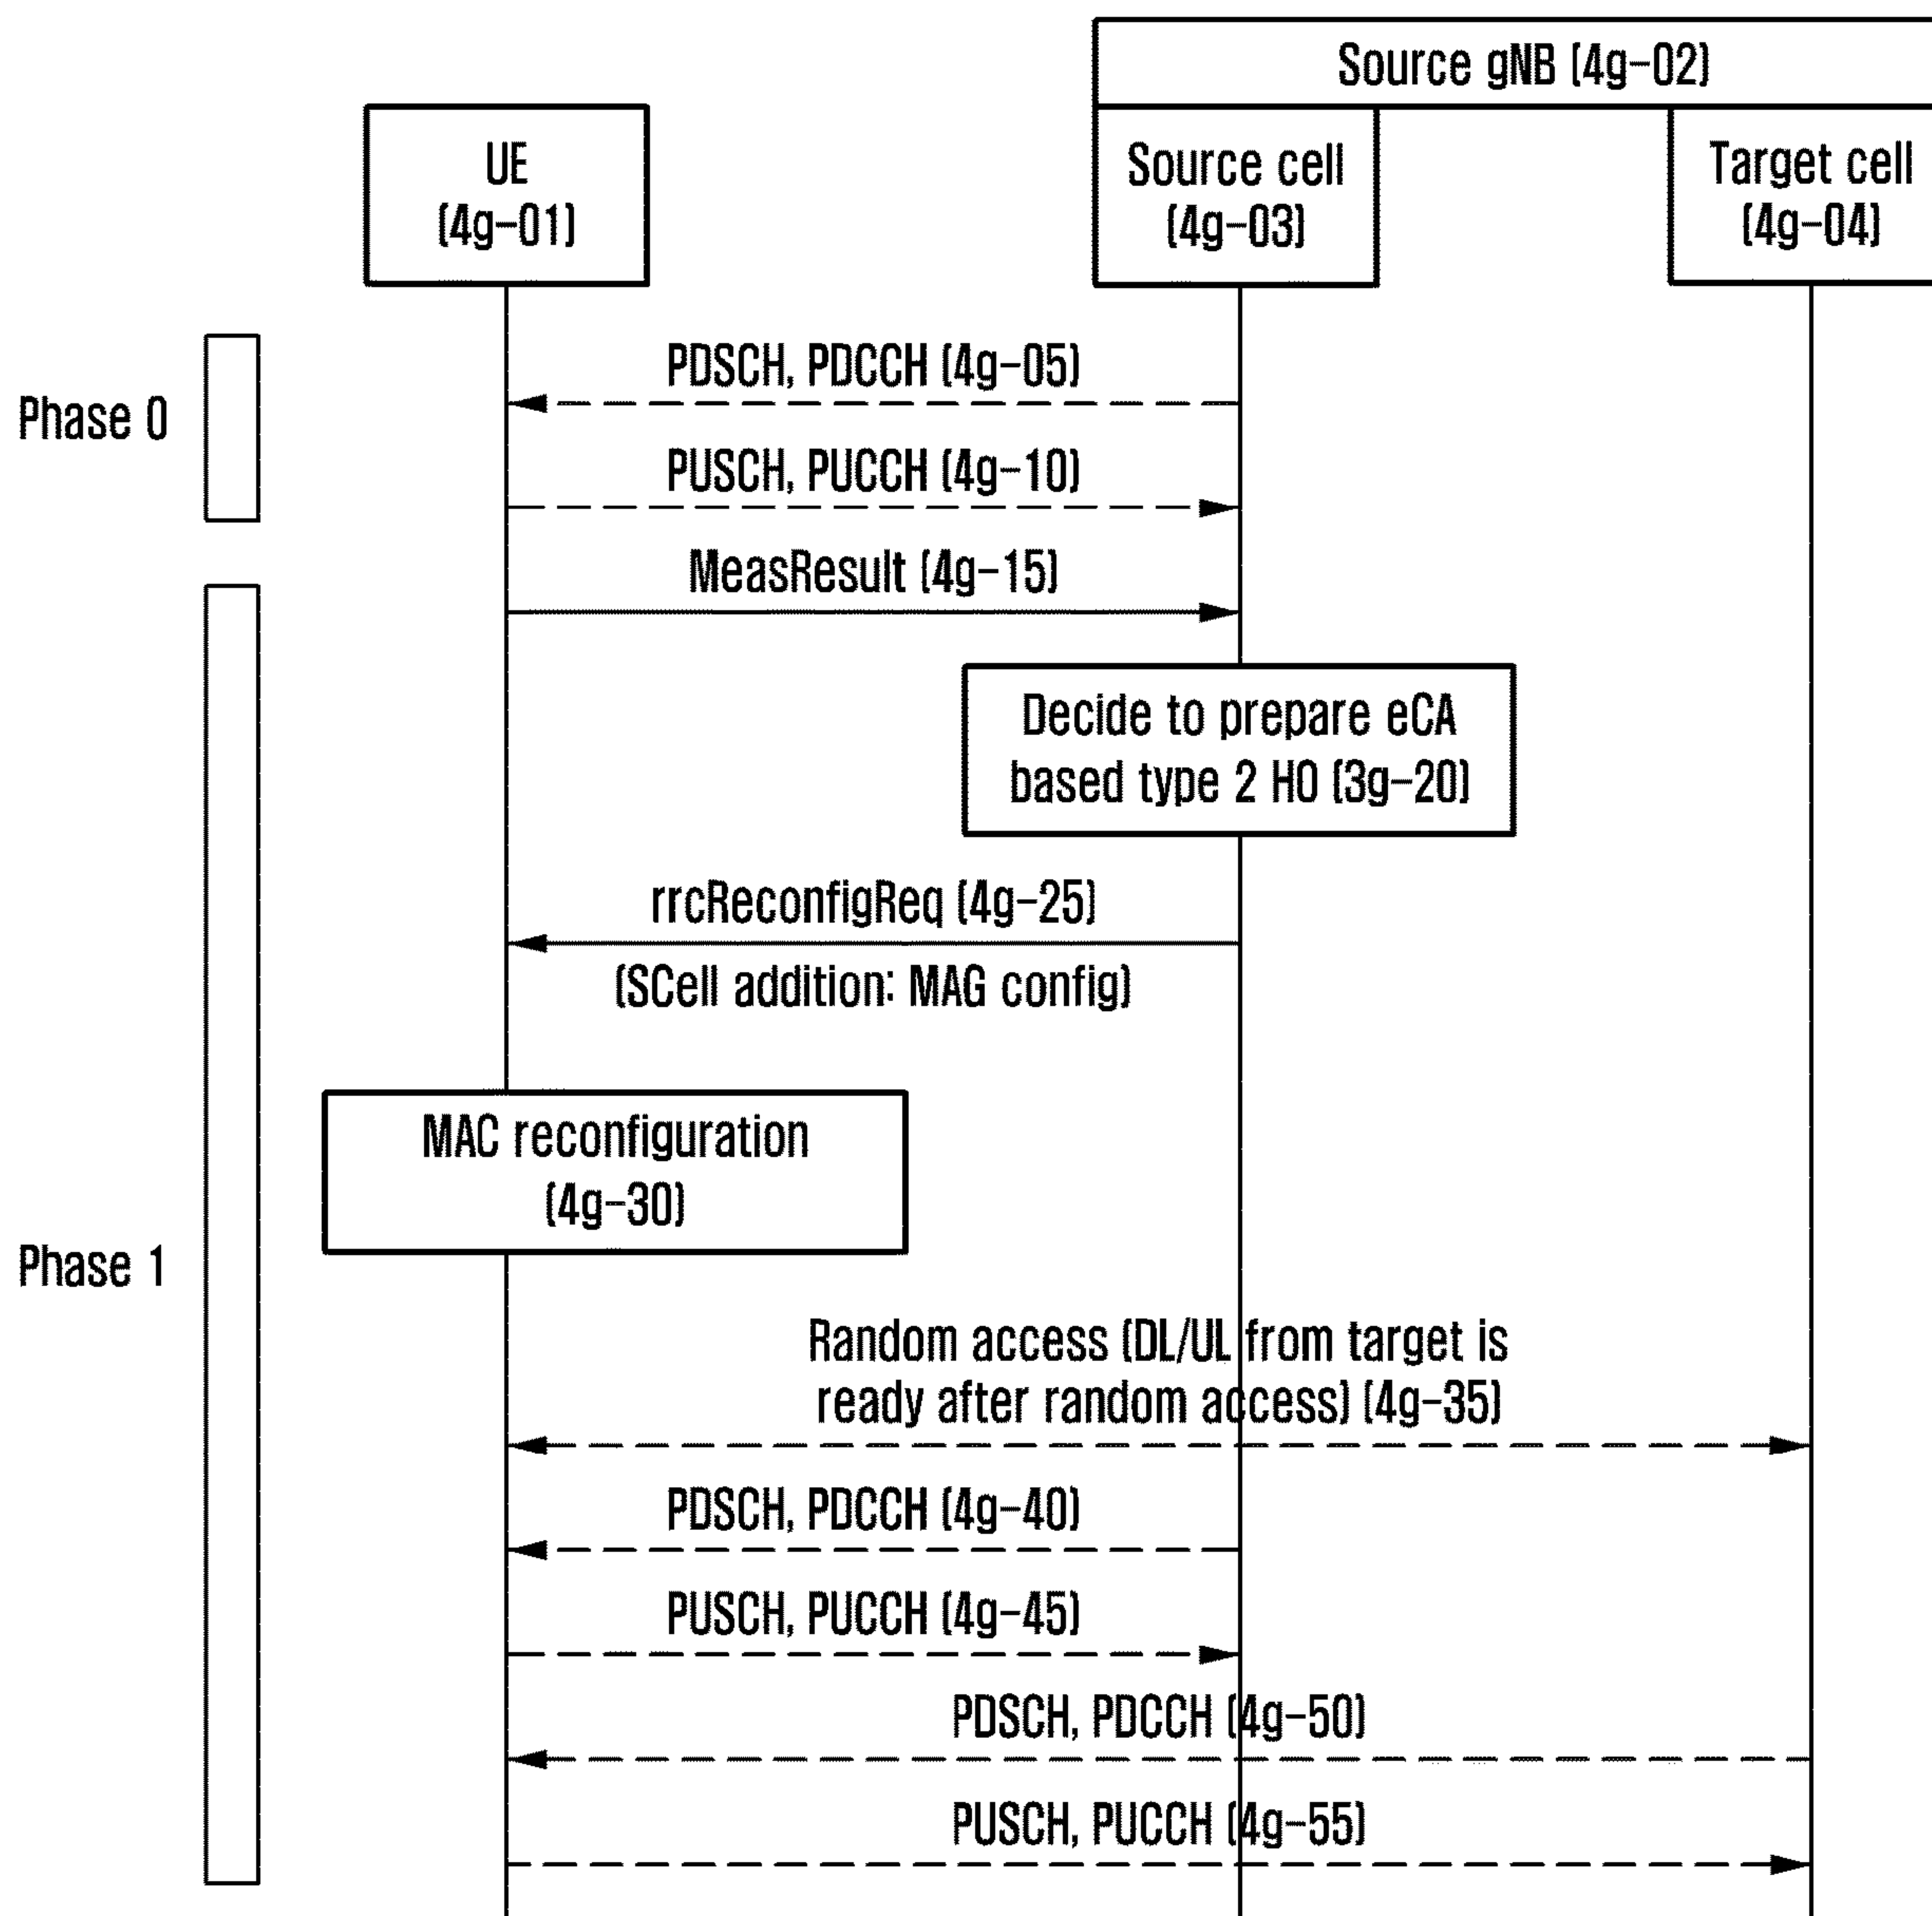 Source gNB (4g-02)
UE
(4g-01)
Source cell
(4g-03)
Target cell
(4g-04)
Phase 0
PDSCH, PDCCH (4g-05)
PUSCH, PUCCH (4g-10)
MeasResult (4g-15)
Decide to prepare eCA
based type 2 HO (3g-20)
rrcReconfigReq (4g-25)
(SCell addition: MAG config)
MAC reconfiguration
(4g-30)
Phase 1
Random access (DL/UL from target is
ready after random access) (4g-35)
PDSCH, PDCCH (4g-40)
PUSCH, PUCCH (4g-45)
PDSCH, PDCCH (4g-50)
PUSCH, PUCCH (4g-55)